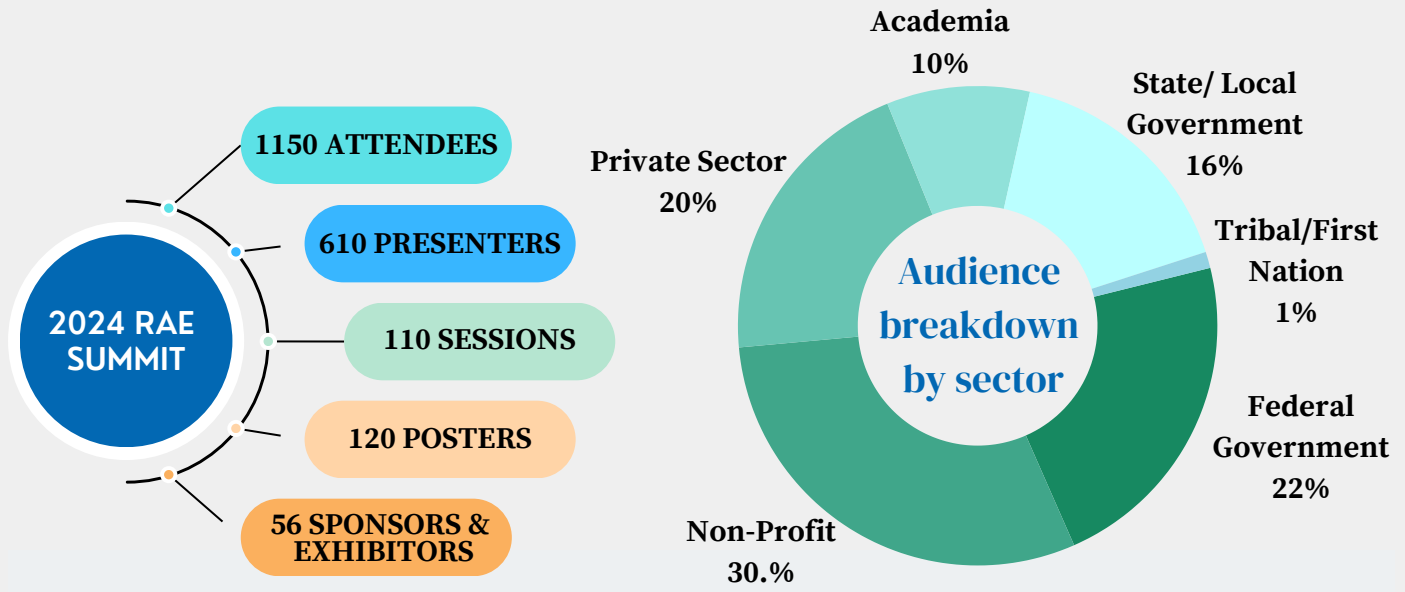 2024 RAE
SUMMIT
1150 ATTENDEES
610 PRESENTERS
110 SESSIONS
120 POSTERS
56 SPONSORS &
EXHIBITORS
Audience
breakdown
by sector
Academia
10%
State/ Local
Government
16%
Tribal/First
Nation
1%
Federal
Government
22%
Non-Profit
30.%
Private Sector
20%